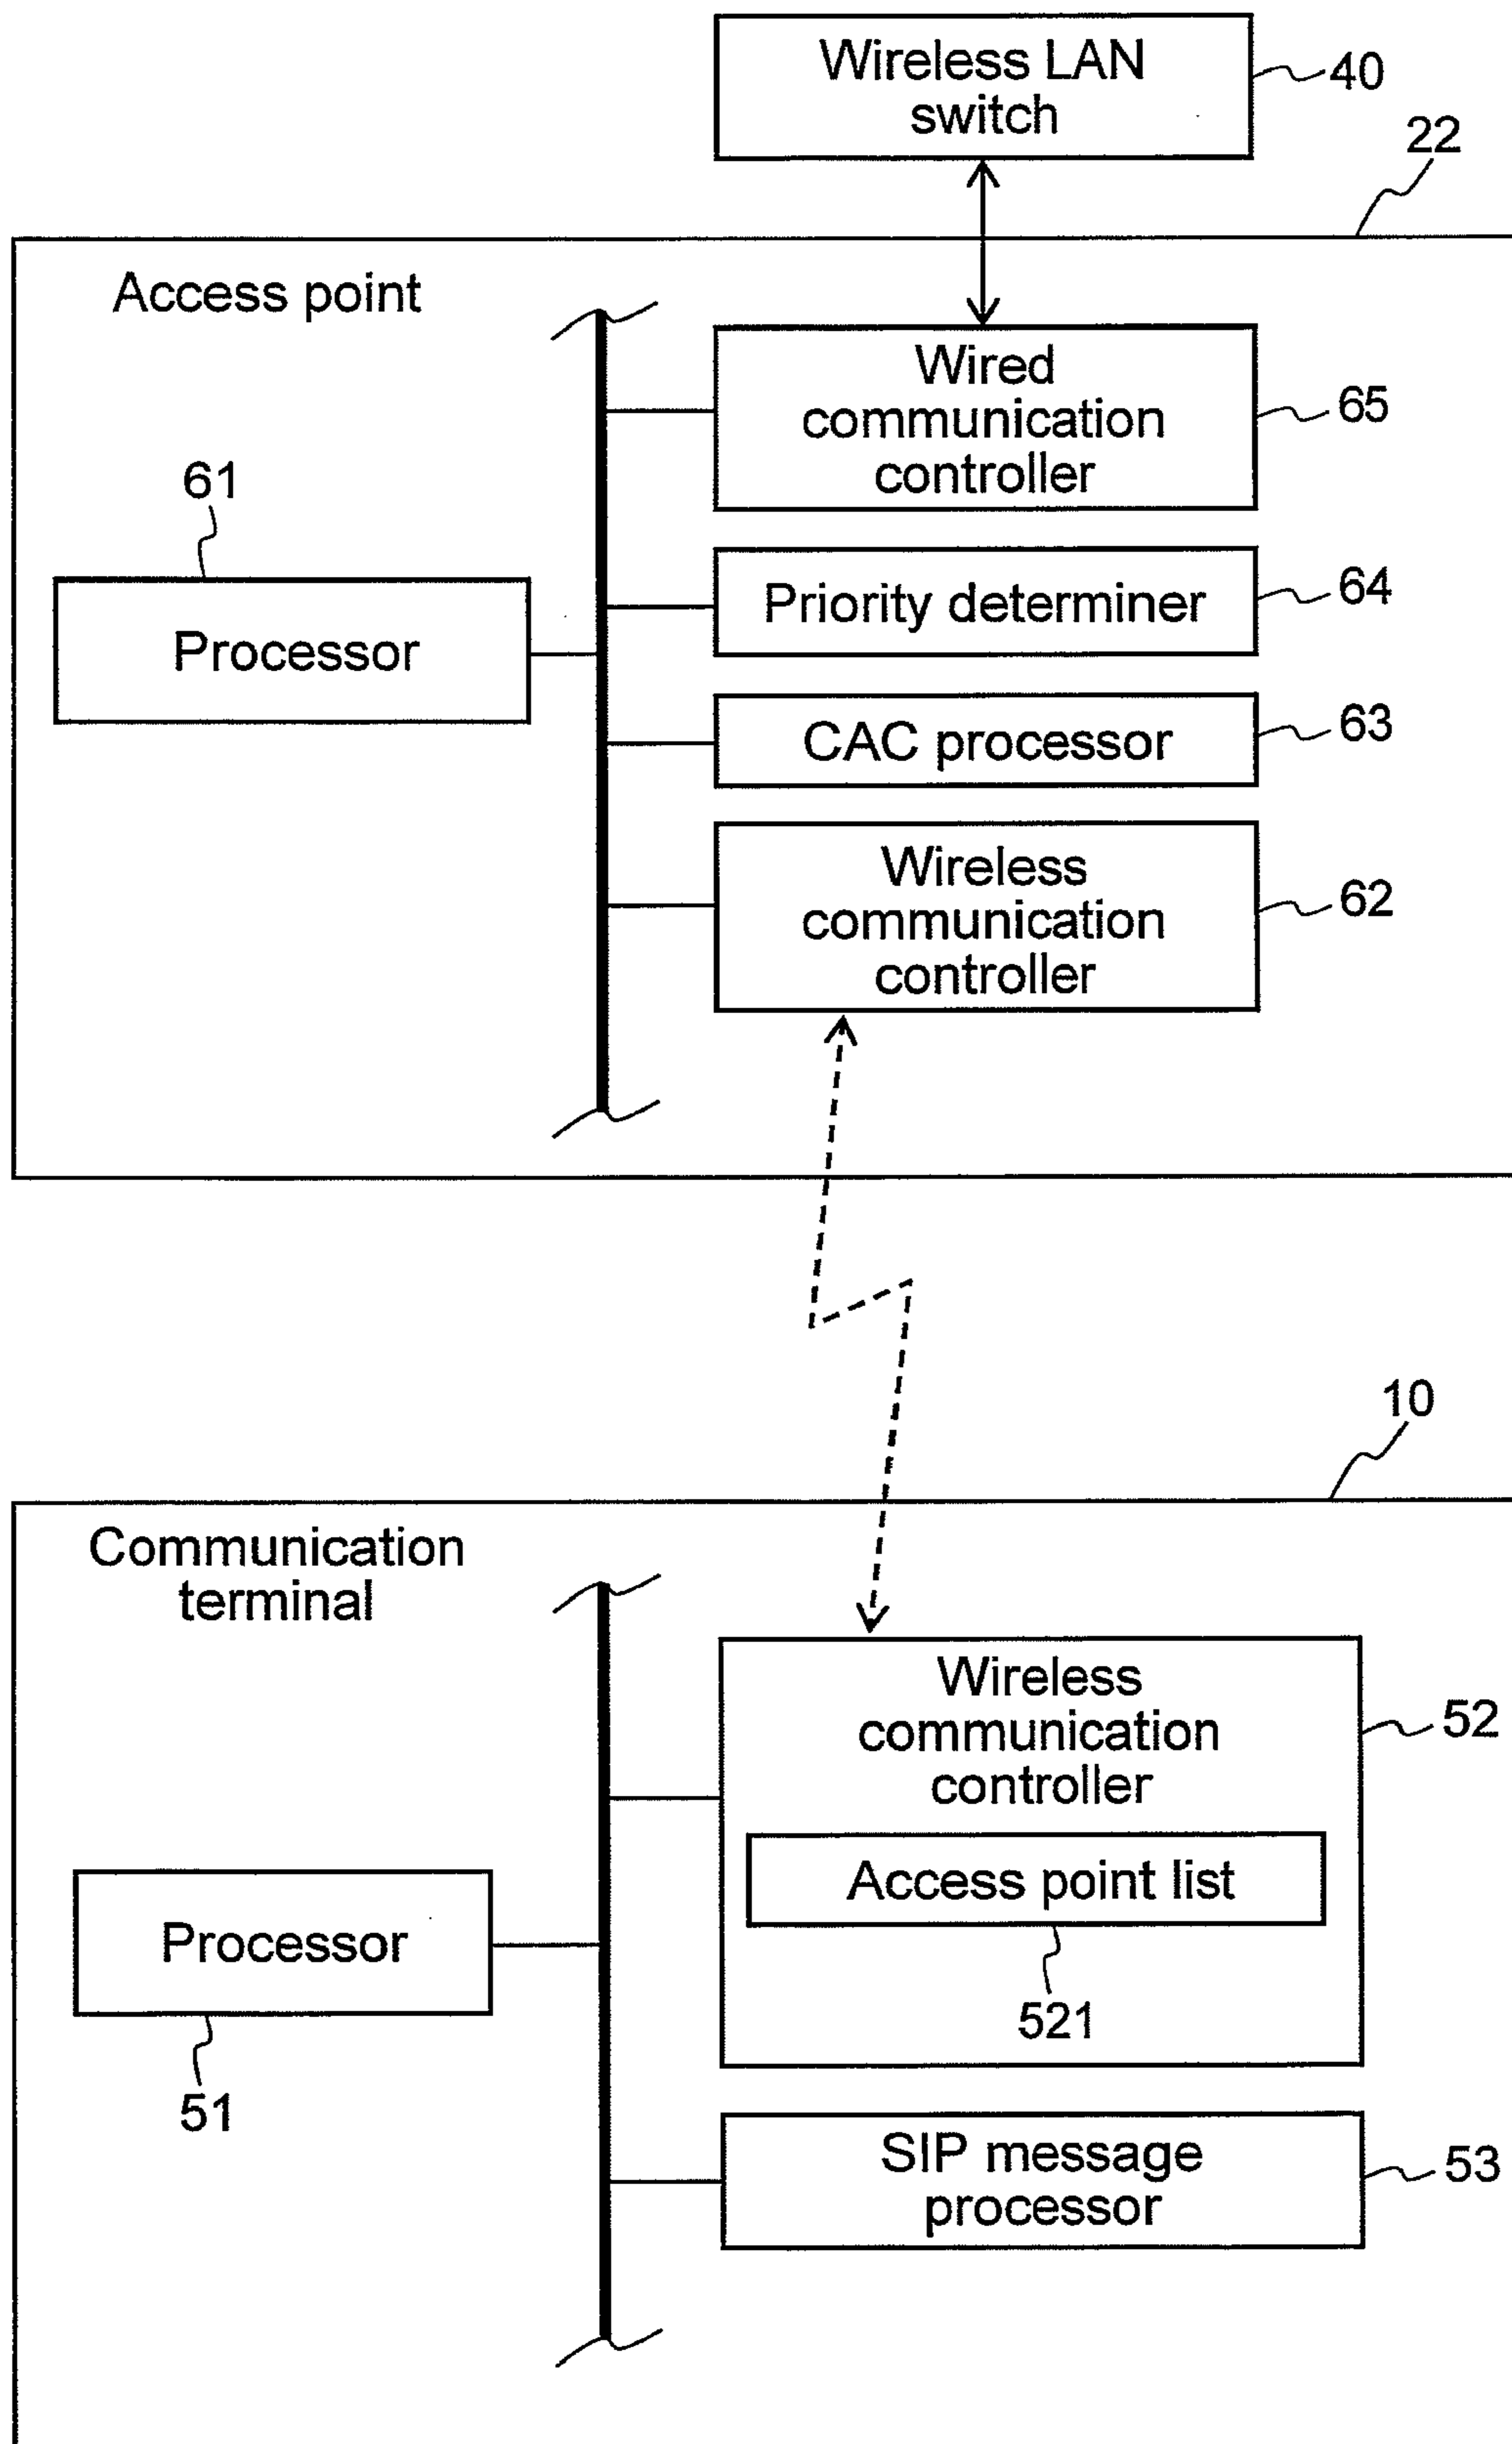 Wireless LAN
switch
40
22
Access point
Wired
communication
controller
65
61
Processor
Priority determiner
64
CAC processor
63
Wireless
communication
controller
62
10
Communication
terminal
Wireless
communication
controller
52
Access point list
521
Processor
51
SIP message
processor
53